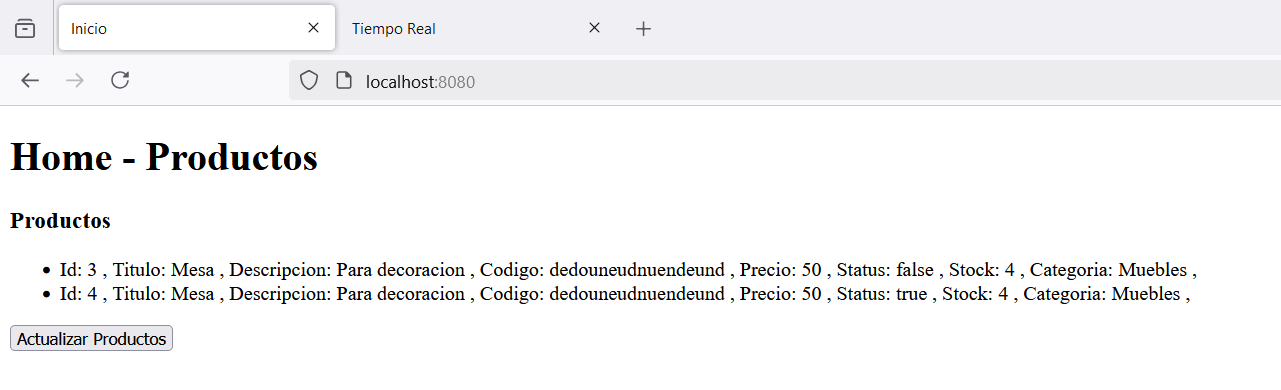 Inicio
Tiempo Real
localhost:8080
Home - Productos
Productos
Id: 3 , Titulo: Mesa , Descripcion: Para decoracion , Codigo: dedouneudnuendeund , Precio: 50 , Status: false , Stock: 4 , Categoria: Muebles ,
Id: 4 , Titulo: Mesa , Descripcion: Para decoracion , Codigo: dedouneudnuendeund , Precio: 50 , Status: true , Stock: 4 , Categoria: Muebles ,
Actualizar Productos